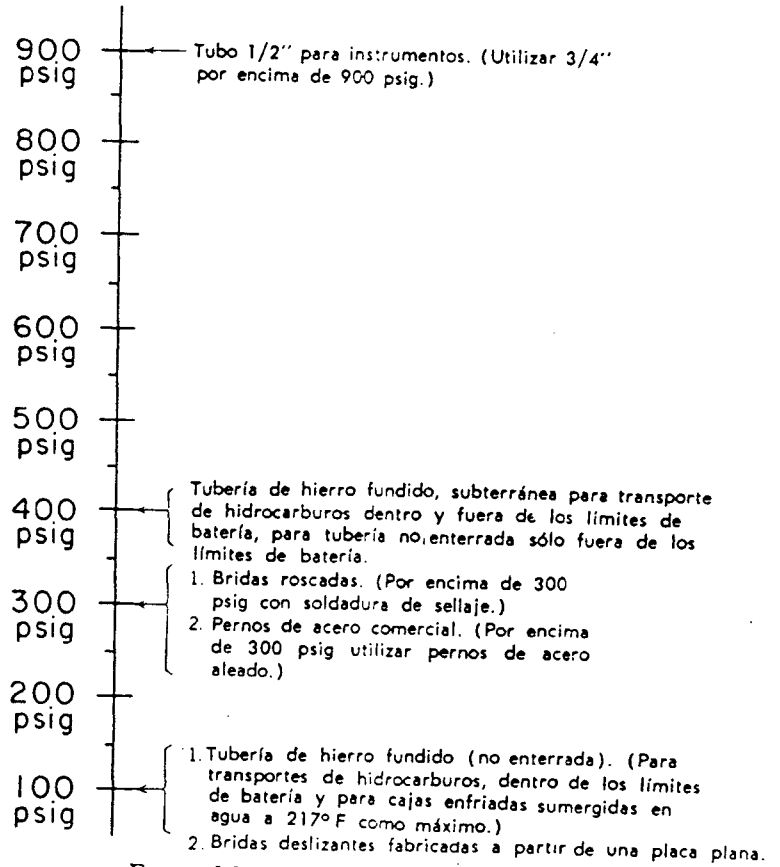 900
psig
Tubo 1/2'' para instrumentos. (Utilizar 3/4''
por encima de 900 psig.)
800
psig
700
psig
600
psig
500
psig
400
psig
Tubería de hierro fundido, subterránea para transporte
de hidrocarburos dentro y fuera de los límites de
batería, para tubería no enterrada sólo fuera de los
límites de batería.
300
psig
1. Bridas roscadas. (Por encima de 300
psig con soldadura de sellaje.)
2. Pernos de acero comercial. (Por encima
de 300 psig utilizar pernos de acero
aleado.)
200
psig
100
psig
1. Tubería de hierro fundido (no enterrada). (Para
transportes de hidrocarburos, dentro de los límites
de batería y para cajas enfriadas sumergidas en
agua a 217° F como máximo.)
2. Bridas deslizantes fabricadas a partir de una placa plana.